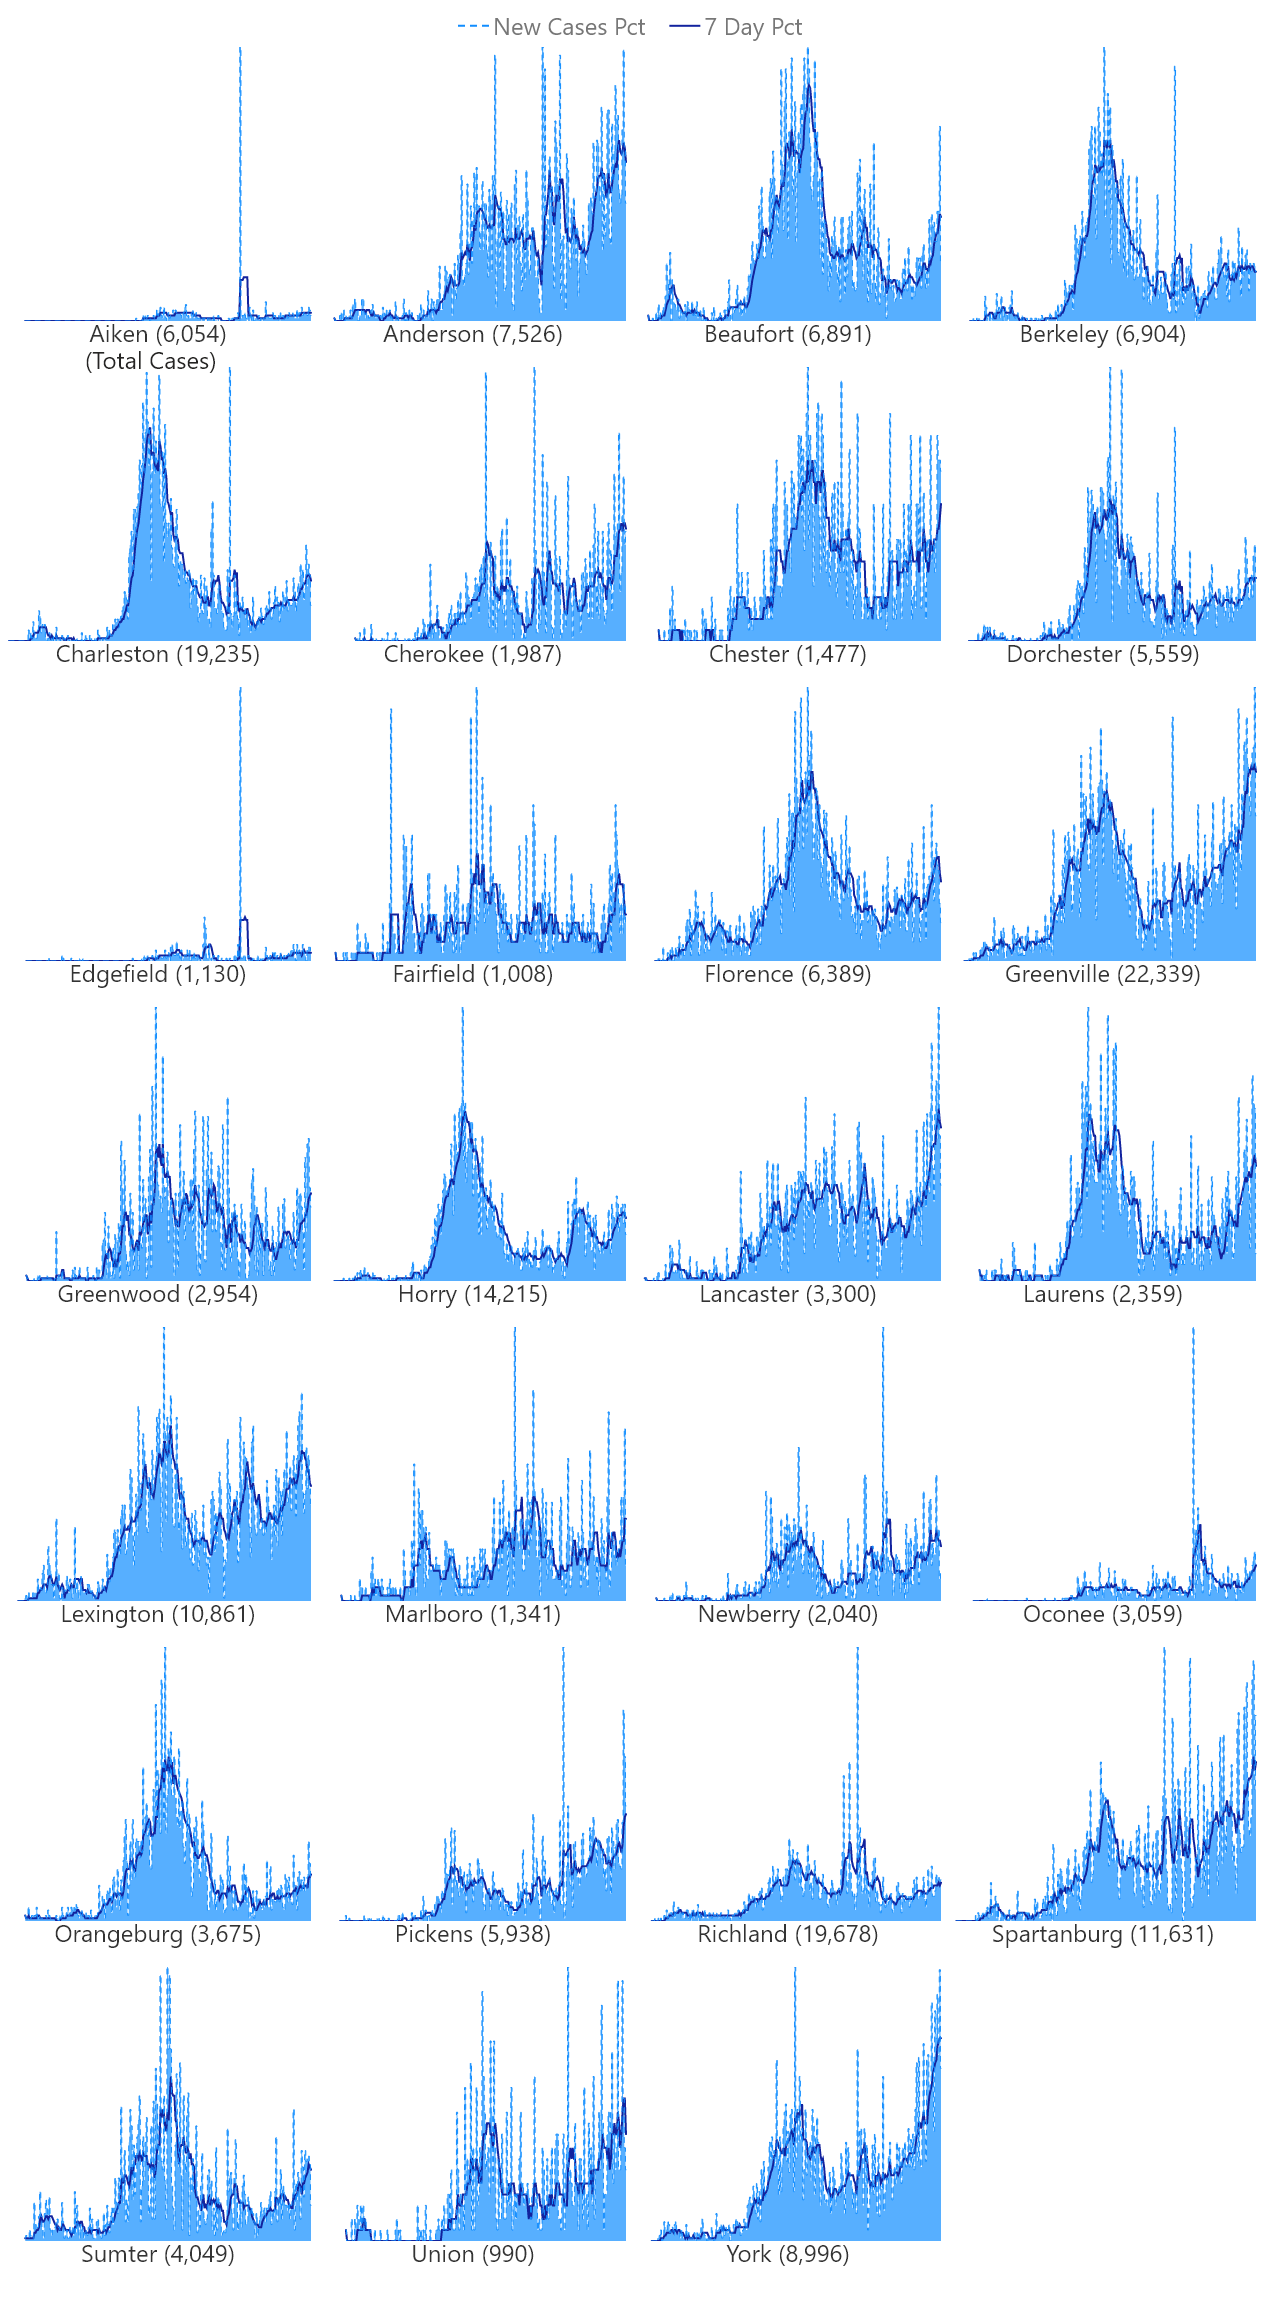 New Cases Pct 7 Day Pct
Aiken (6,054) Anderson (7,526) Beaufort (6,891) Berkeley (6,904)
(Total Cases)
Charleston (19,235) Cherokee (1,987) Chester (1,477) Dorchester (5,559)
Edgefield (1,130) Fairfield (1,008) Florence (6,389) Greenville (22,339)
Greenwood (2,954) Horry (14,215) Lancaster (3,300) Laurens (2,359)
Lexington (10,861) Marlboro (1,341) Newberry (2,040) Oconee (3,059)
Orangeburg (3,675) Pickens (5,938) Richland (19,678) Spartanburg (11,631)
Sumter (4,049) Union (990) York (8,996)